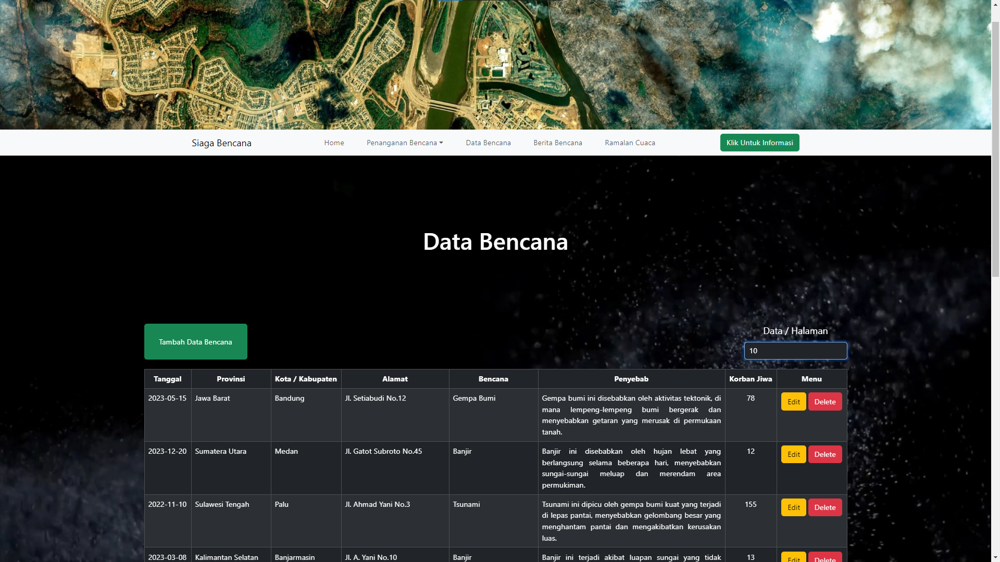 Siaga Bencana
Home
Penanganan Bencana
Data Bencana
Berita Bencana
Ramalan Cuaca
Klik Untuk Informasi
Data Bencana
Tambah Data Bencana
Data / Halaman
10
Tanggal Provinsi Kota / Kabupaten Alamat Bencana Penyebab Korban Jiwa Menu
2023-05-15 Jawa Barat Bandung Jl. Setiabudi No.12 Gempa Bumi Gempa bumi ini disebabkan oleh aktivitas tektonik, di 78 Edit Delete
mana lempeng-lempeng bumi bergerak dan
menyebabkan getaran yang merusak di permukaan
tanah.
2023-12-20 Sumatera Utara Medan Jl. Gatot Subroto No.45 Banjir Banjir ini disebabkan oleh hujan lebat yang 12 Edit Delete
berlangsung selama beberapa hari, menyebabkan
sungai-sungai meluap dan merendam area
permukiman.
2022-11-10 Sulawesi Tengah Palu Jl. Ahmad Yani No.3 Tsunami Tsunami ini dipicu oleh gempa bumi kuat yang terjadi 155 Edit Delete
di lepas pantai, menyebabkan gelombang besar yang
menghantam pantai dan mengakibatkan kerusakan
luas.
2023-03-08 Kalimantan Selatan Banjarmasin Jl. A. Yani No.10 Banjir Banjir ini terjadi akibat luapan sungai yang tidak 13 Edit Delete